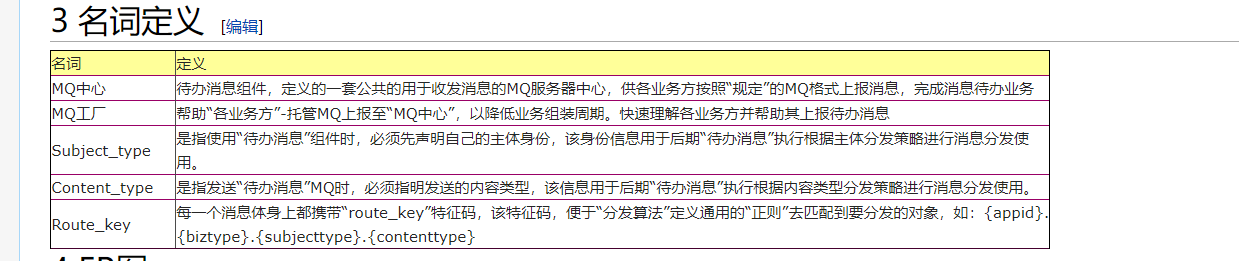 3 名词定义 [编辑]
名词 定义
MQ中心 待办消息组件，定义的一套公共的用于收发消息的MQ服务器中心，供各业务方按照“规定”的MQ格式上报消息，完成消息待办业务
MQ工厂 帮助“各业务方”-托管MQ上报至“MQ中心”，以降低业务组装周期。快速理解各业务方并帮助其上报待办消息
Subject_type 是指使用“待办消息”组件时，必须先声明自己的主体身份，该身份信息用于后期“待办消息”执行根据主体分发策略进行消息分发使
用。
Content_type 是指发送“待办消息”MQ时，必须指明发送的内容类型，该信息用于后期“待办消息”执行根据内容类型分发策略进行消息分发使用。
Route_key 每一个消息体身上都携带“route_key”特征码，该特征码，便于“分发算法”定义通用的“正则”去匹配到要分发的对象，如：{appid}.
{biztype}.{subjecttype}.{contenttype}